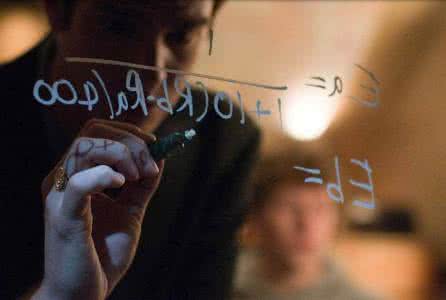 1
Ea = 1+10(Rb-Ra/400
Eb =